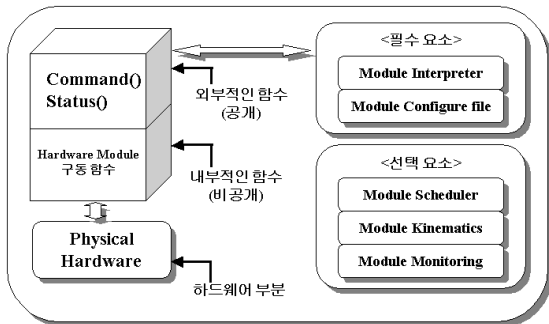 Command()
Status()
Hardware Module
구동 함수
Physical
Hardware
외부적인 함수
(공개)
내부적인 함수
(비공개)
하드웨어 부분
<필수 요소>
Module Interpreter
Module Configure file
<선택 요소>
Module Scheduler
Module Kinematics
Module Monitoring